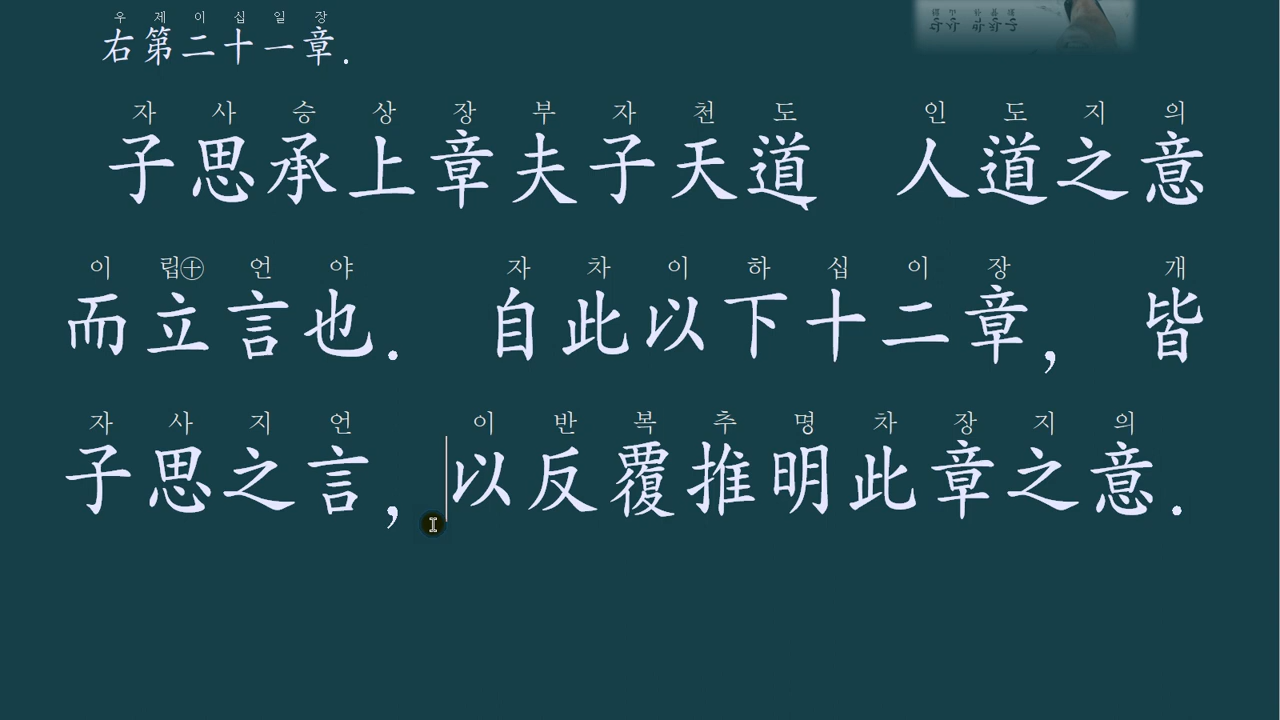 우제이십일장
右第二十一章.
자사승상장부자천도 인도지의
子思承上章夫子天道 人道之意
이립㊉언야 자차이하십이장 개
而立言也. 自此以下十二章, 皆
자사지언 이반복추명차장지의
子思之言, 以反覆推明此章之意.